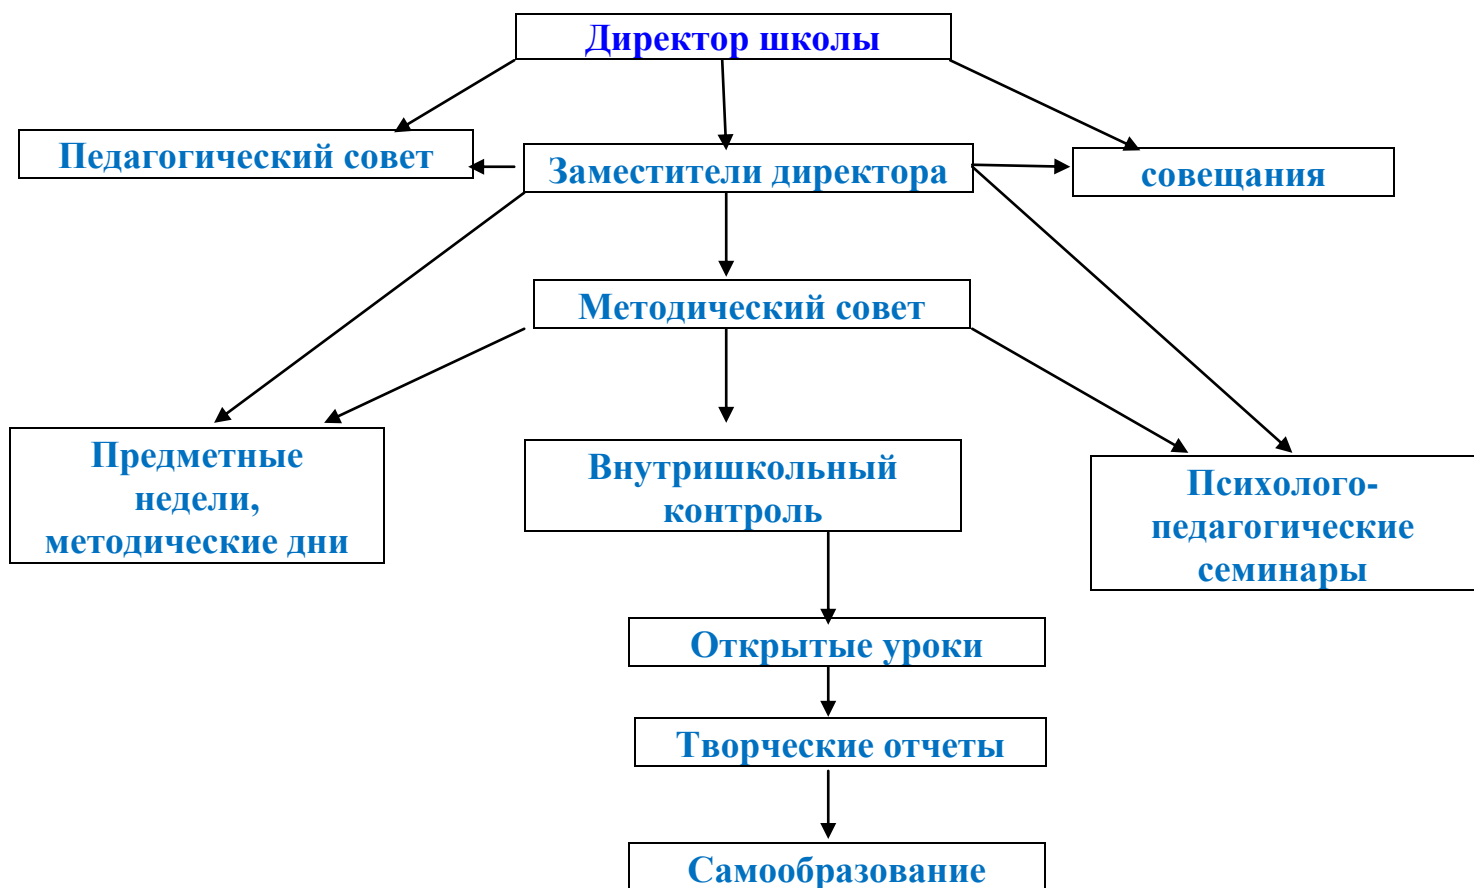 Директор школы
Педагогический совет
Заместители директора
совещания
Методический совет
Предметные
недели,
методические дни
Внутришкольный
контроль
Психолого-
педагогические
семинары
Открытые уроки
Творческие отчеты
Самообразование